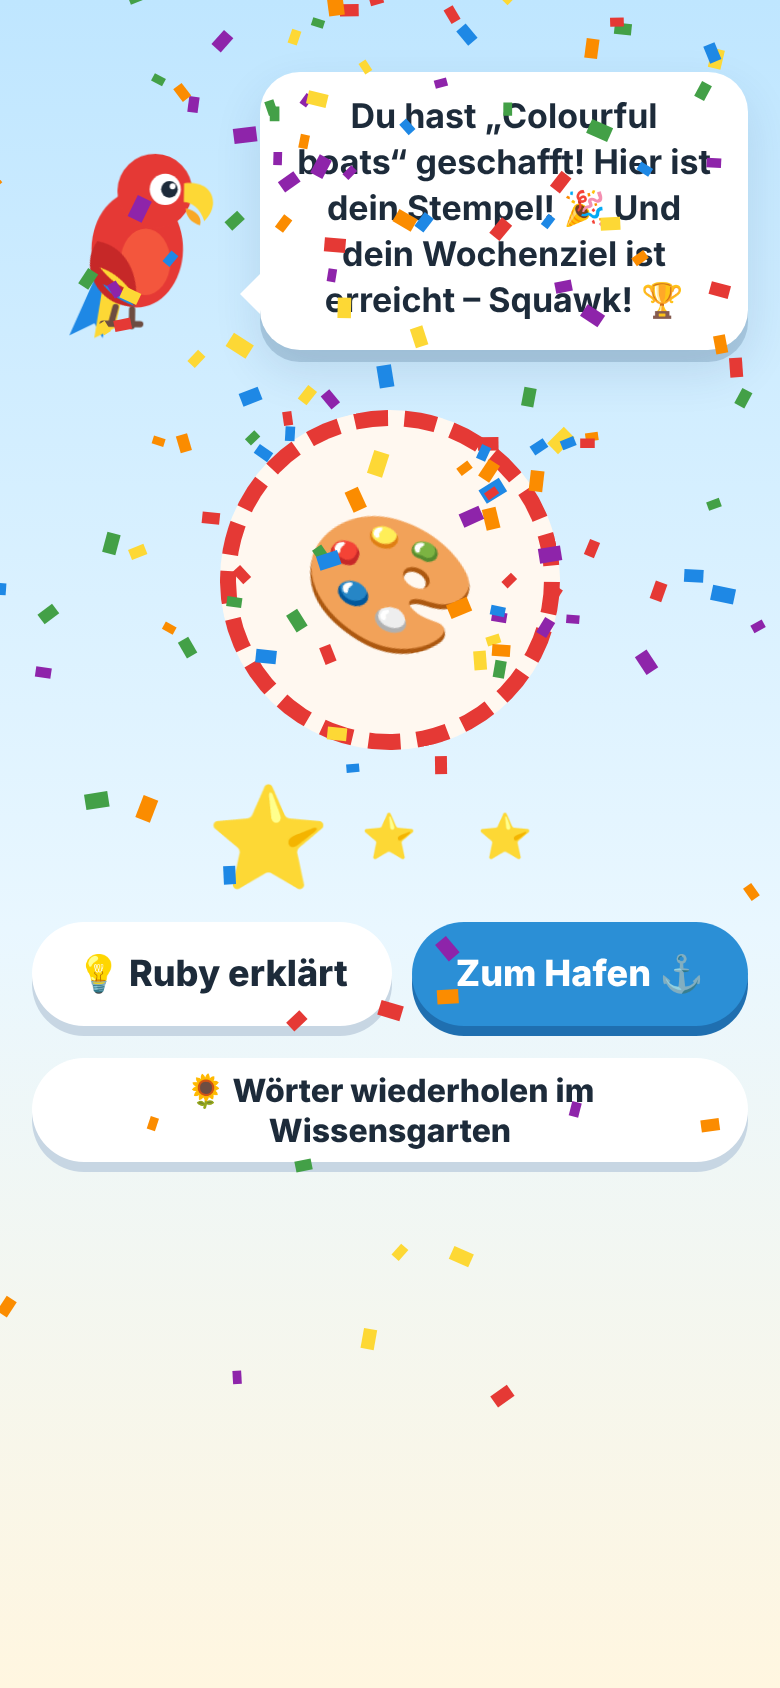 Du hast „Colourful
boats“ geschafft! Hier ist
dein Stempel! 🎉 Und
dein Wochenziel ist
erreicht – Squawk! 🏆
💡 Ruby erklärt
Zum Hafen ⚓
🌻 Wörter wiederholen im
Wissensgarten